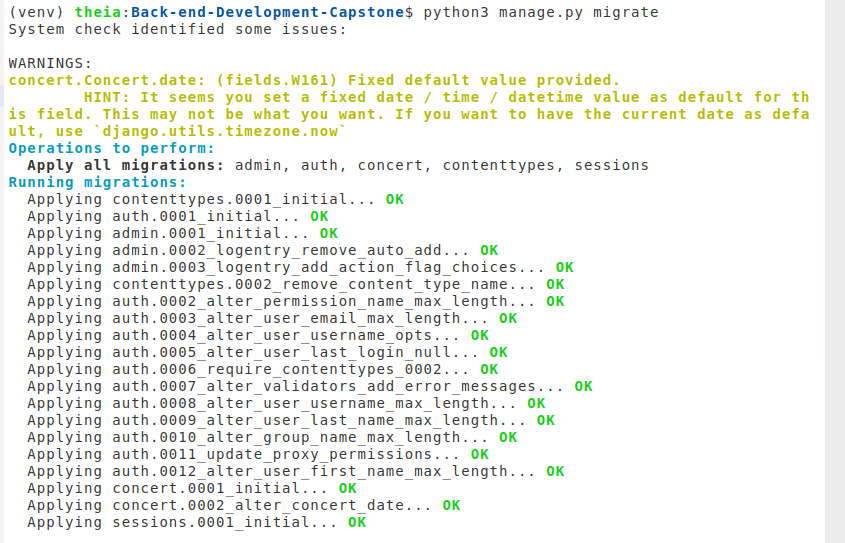 (venv) theia:Back-end-Development-Capstone$ python3 manage.py migrate
System check identified some issues:

WARNINGS:
concert.Concert.date: (fields.W161) Fixed default value provided.
        HINT: It seems you set a fixed date / time / datetime value as default for th
is field. This may not be what you want. If you want to have the current date as defa
ult, use `django.utils.timezone.now`
Operations to perform:
  Apply all migrations: admin, auth, concert, contenttypes, sessions
Running migrations:
  Applying contenttypes.0001_initial... OK
  Applying auth.0001_initial... OK
  Applying admin.0001_initial... OK
  Applying admin.0002_logentry_remove_auto_add... OK
  Applying admin.0003_logentry_add_action_flag_choices... OK
  Applying contenttypes.0002_remove_content_type_name... OK
  Applying auth.0002_alter_permission_name_max_length... OK
  Applying auth.0003_alter_user_email_max_length... OK
  Applying auth.0004_alter_user_username_opts... OK
  Applying auth.0005_alter_user_last_login_null... OK
  Applying auth.0006_require_contenttypes_0002... OK
  Applying auth.0007_alter_validators_add_error_messages... OK
  Applying auth.0008_alter_user_username_max_length... OK
  Applying auth.0009_alter_user_last_name_max_length... OK
  Applying auth.0010_alter_group_name_max_length... OK
  Applying auth.0011_update_proxy_permissions... OK
  Applying auth.0012_alter_user_first_name_max_length... OK
  Applying concert.0001_initial... OK
  Applying concert.0002_alter_concert_date... OK
  Applying sessions.0001_initial... OK